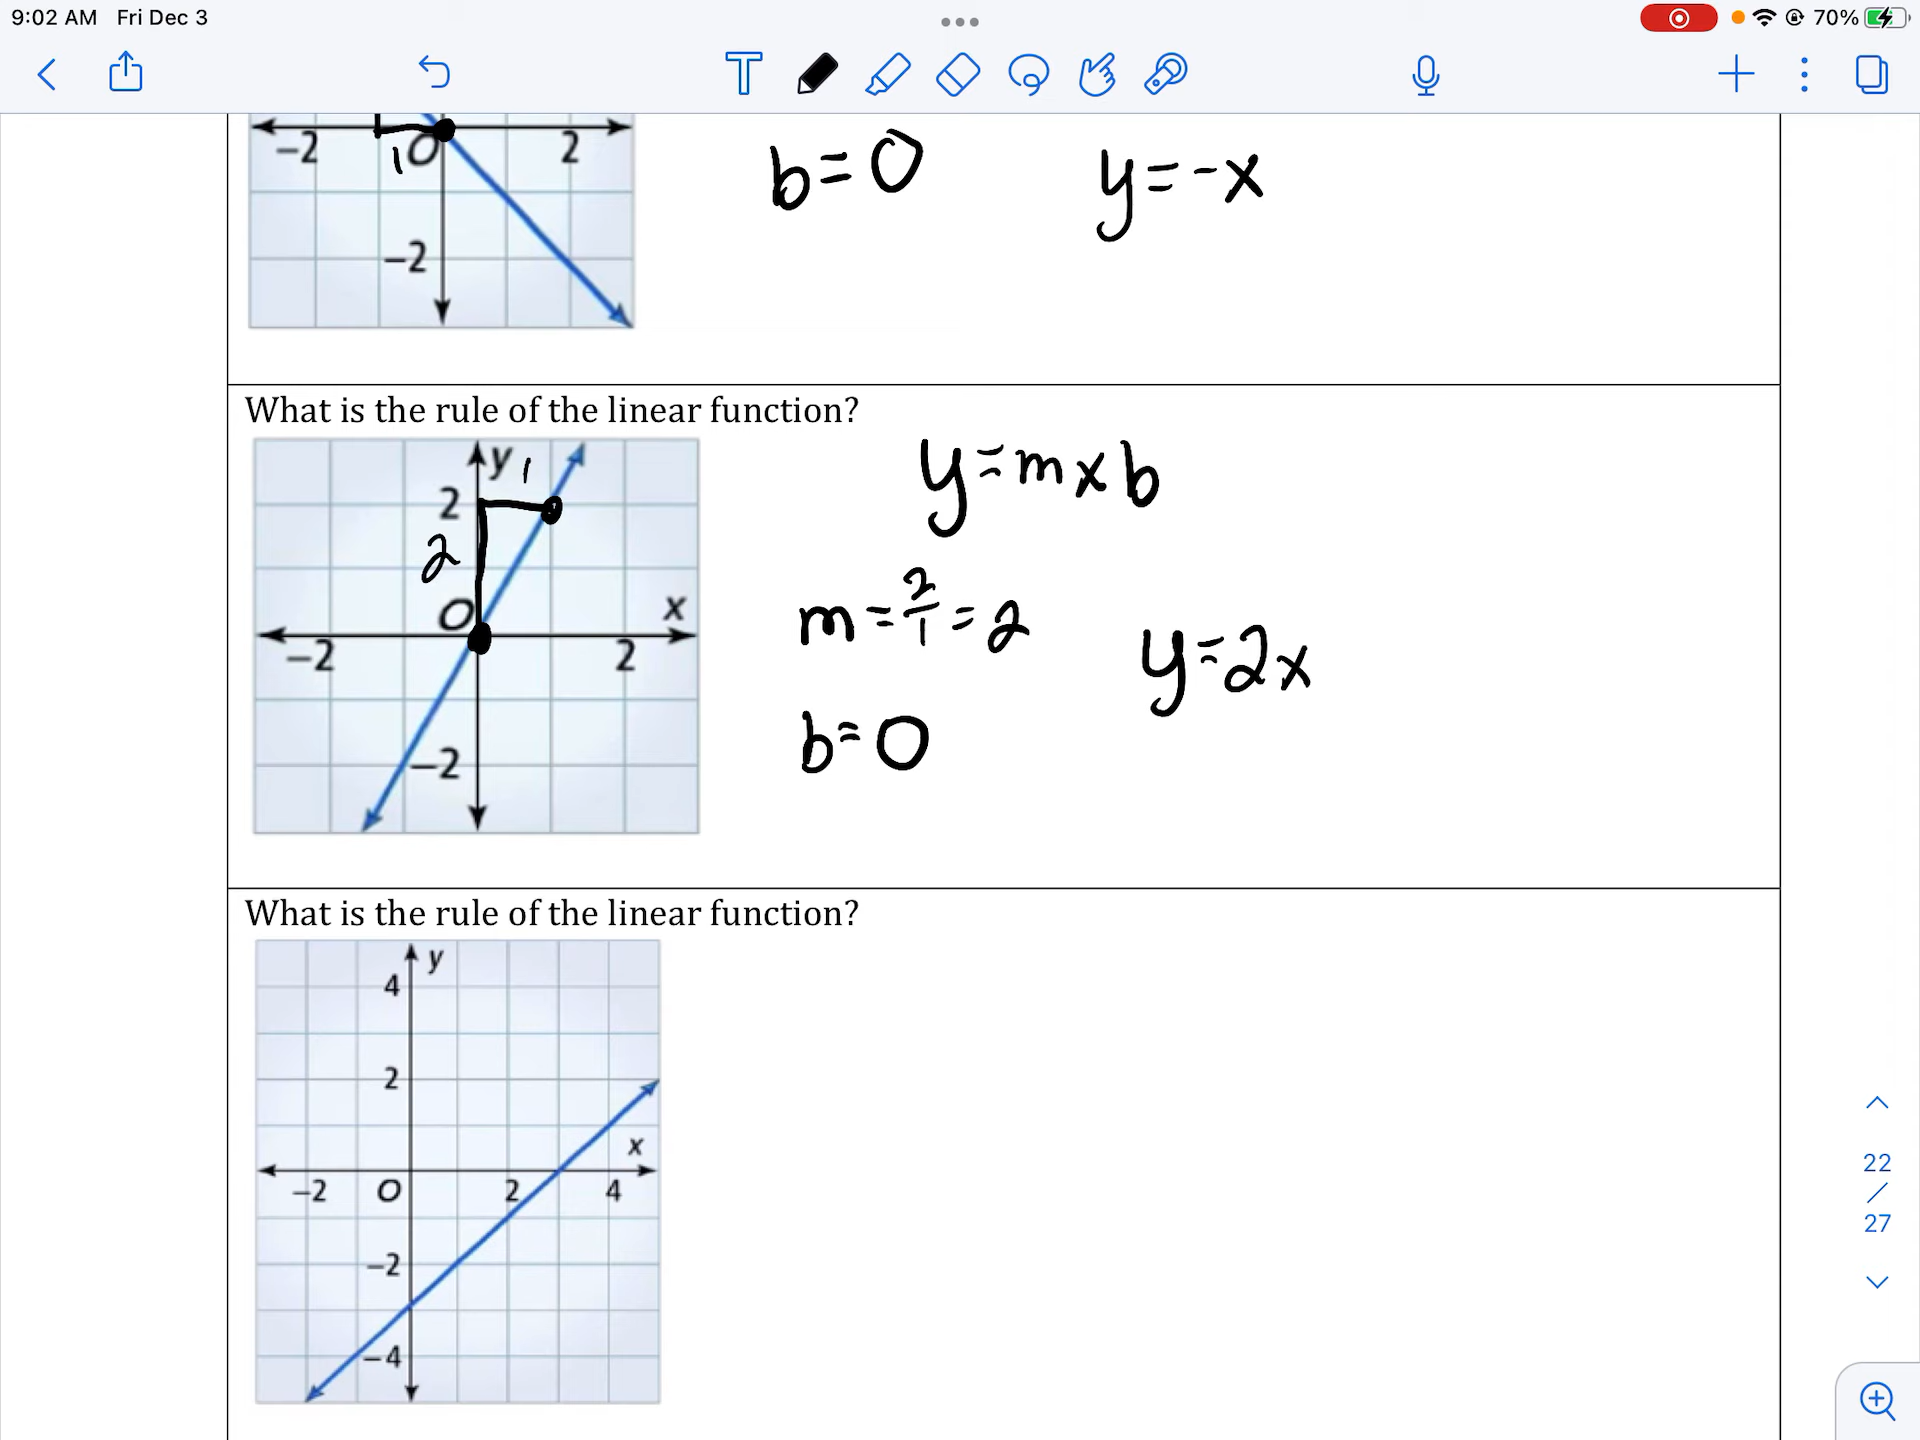 9:02 AM Fri Dec 3
70%
T
-2 1 O 2
-2
b=0
y=-x
What is the rule of the linear function?
y 1
2
2
O x
-2 2
-2
y=mxb
m=2/1=2
y=2x
b=0
What is the rule of the linear function?
y
4
2
x
-2 O 2 4
-2
-4
22
/
27